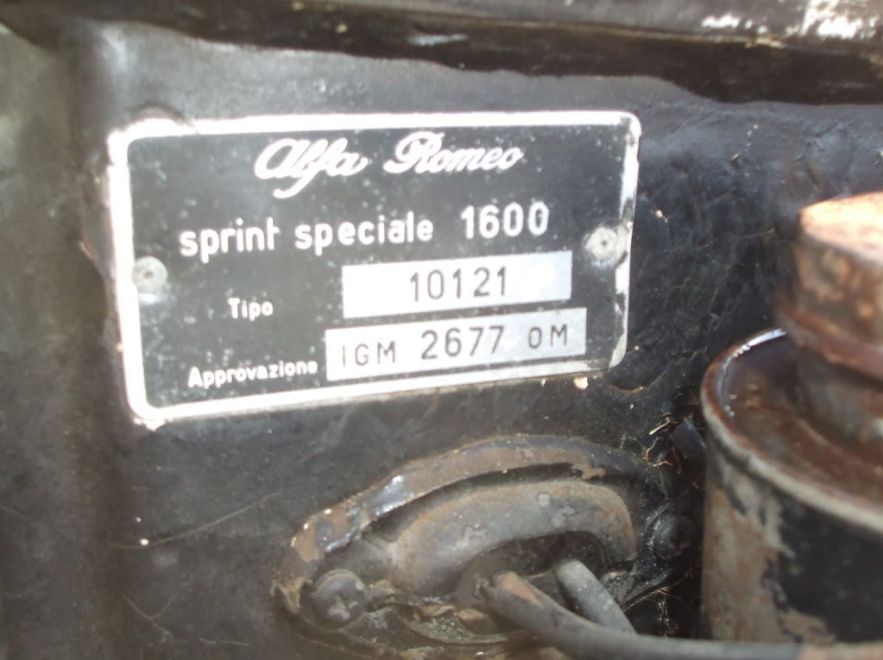 Alfa Romeo
sprint speciale 1600
Tipo 10121
Approvazione IGM 2677 OM